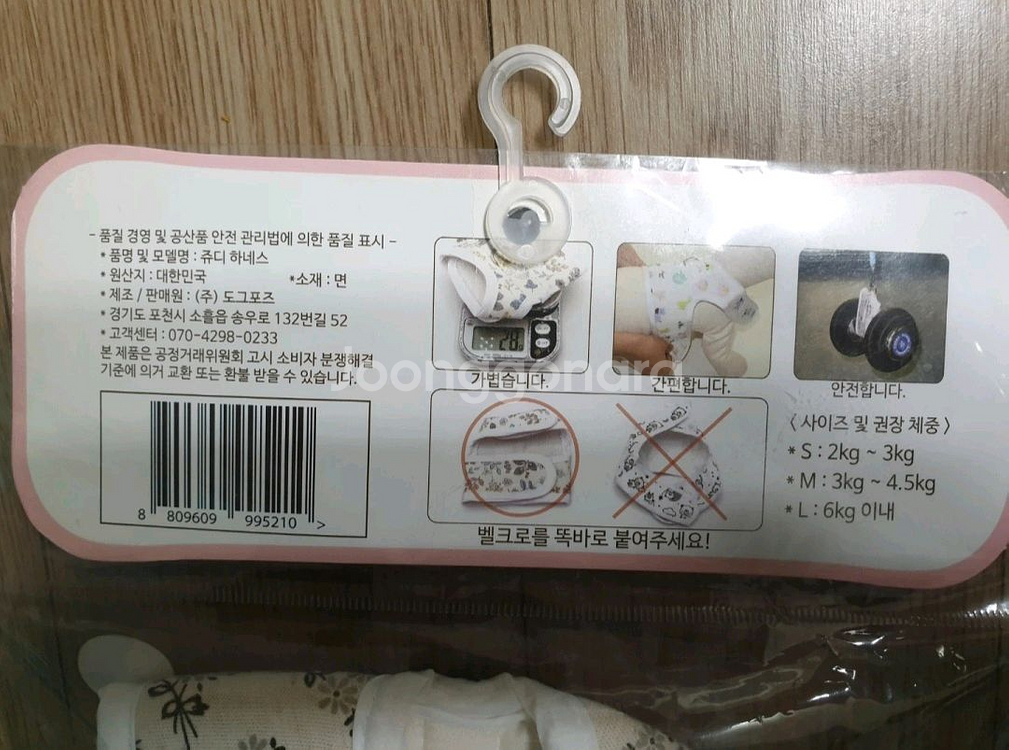 - 품질 경영 및 공산품 안전 관리법에 의한 품질 표시 -
* 품명 및 모델명 : 쥬디 하네스
* 원산지 : 대한민국 *소재 : 면
* 제조 / 판매원 : (주) 도그포즈
* 경기도 포천시 소흘읍 송우로 132번길 52
* 고객센터 : 070-4298-0233
본 제품은 공정거래위원회 고시 소비자 분쟁해결
기준에 의거 교환 또는 환불 받을 수 있습니다.
8 809609 995210 >
28
가볍습니다.
간편합니다.
안전합니다.
joonggonara
벨크로를 똑바로 붙여주세요!
< 사이즈 및 권장 체중 >
* S : 2kg ~ 3kg
* M : 3kg ~ 4.5kg
* L : 6kg 이내